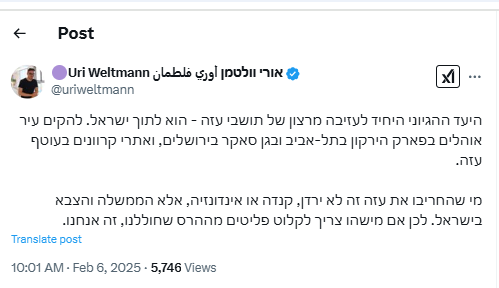 Post
Uri Weltmann أوري فلطمان אורי וולטמן
@uriweltmann
היעד ההגיוני היחיד לעזיבה מרצון של תושבי עזה - הוא לתוך ישראל. להקים עיר
אוהלים בפארק הירקון בתל-אביב ובגן סאקר בירושלים, ואתרי קרוונים בעוטף
עזה.
מי שהחריבו את עזה זה לא ירדן, קנדה או אינדונזיה, אלא הממשלה והצבא
בישראל. לכן אם מישהו צריך לקלוט פליטים מההרס שחוללנו, זה אנחנו.
Translate post
10:01 AM · Feb 6, 2025 · 5,746 Views